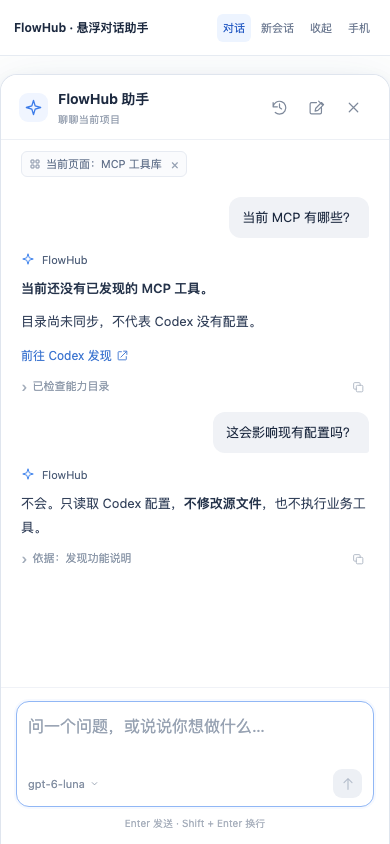 FlowHub · 悬浮对话助手
对话 新会话 收起 手机
FlowHub 助手
聊聊当前项目
当前页面：MCP 工具库 ×
当前 MCP 有哪些？
FlowHub
当前还没有已发现的 MCP 工具。
目录尚未同步，不代表 Codex 没有配置。
前往 Codex 发现
已检查能力目录
这会影响现有配置吗？
FlowHub
不会。只读取 Codex 配置，不修改源文件，也不执行业务工
具。
依据：发现功能说明
问一个问题，或说说你想做什么...
gpt-6-luna
Enter 发送 · Shift + Enter 换行